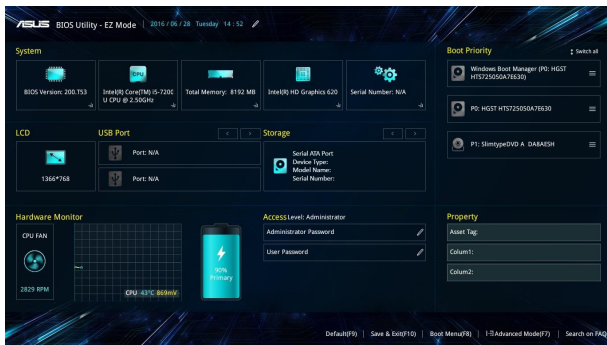 ASUS BIOS Utility - EZ Mode 2016 / 06 / 28 Tuesday 14 : 52
System
BIOS Version: 200.T53
Intel(R) Core(TM) i5-7200
U CPU @ 2.50GHz
Total Memory: 8192 MB
Intel(R) HD Graphics 620
Serial Number: N/A
Boot Priority
Switch all
Windows Boot Manager (P0: HGST
HTS725050A7E630)
P0: HGST HTS725050A7E630
P1: SlimtypeDVD A DA8AESH
LCD
1366*768
USB Port
Port: N/A
Port: N/A
Storage
Serial ATA Port
Device Type:
Model Name:
Serial Number:
Hardware Monitor
CPU FAN
2829 RPM
CPU 43°C 869mV
90%
Primary
Access Level: Administrator
Administrator Password
User Password
Property
Asset Tag:
Colum1:
Colum2:
Default(F9) | Save & Exit(F10) | Boot Menu(F8) | Advanced Mode(F7) | Search on FAQ